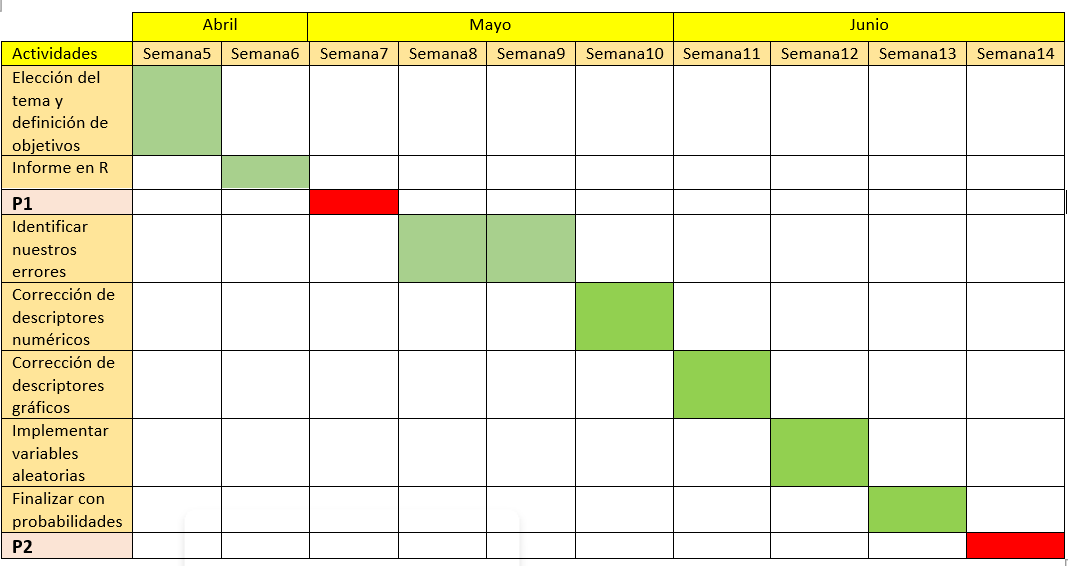 Abril Mayo Junio
Actividades Semana5 Semana6 Semana7 Semana8 Semana9 Semana10 Semana11 Semana12 Semana13 Semana14
Elección del
tema y
definición de
objetivos
Informe en R
P1
Identificar
nuestros
errores
Corrección de
descriptores
numéricos
Corrección de
descriptores
gráficos
Implementar
variables
aleatorias
Finalizar con
probabilidades
P2